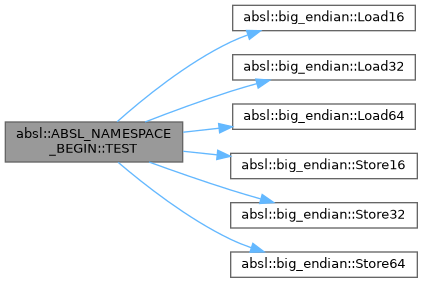 absl::big_endian::Load16
absl::big_endian::Load32
absl::big_endian::Load64
absl::ABSL_NAMESPACE
_BEGIN::TEST
absl::big_endian::Store16
absl::big_endian::Store32
absl::big_endian::Store64